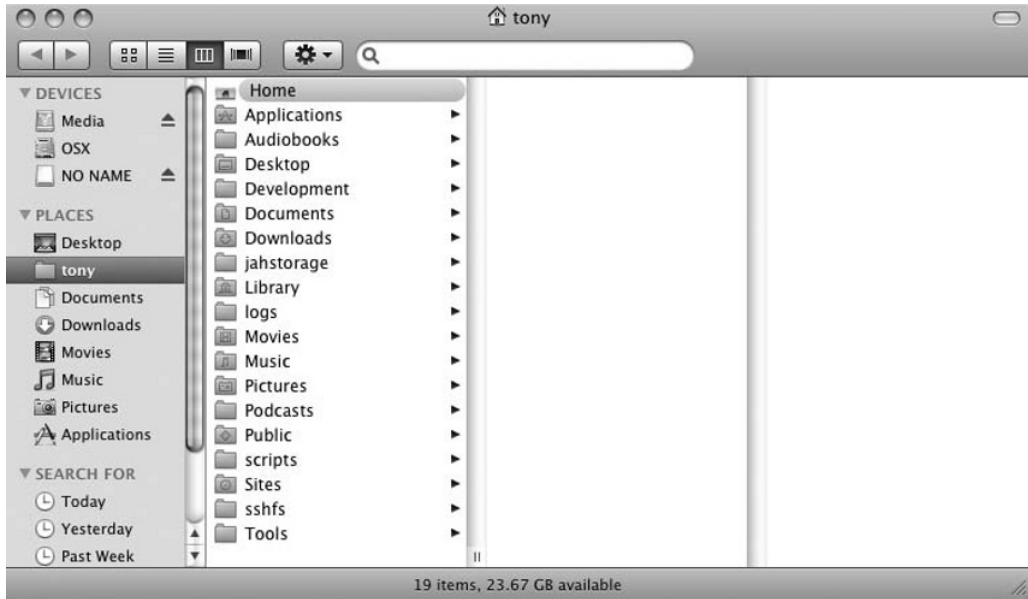 tony
DEVICES
Media
OSX
NO NAME
PLACES
Desktop
tony
Documents
Downloads
Movies
Music
Pictures
Applications
SEARCH FOR
Today
Yesterday
Past Week
Home
Applications
Audiobooks
Desktop
Development
Documents
Downloads
jahstorage
Library
logs
Movies
Music
Pictures
Podcasts
Public
scripts
Sites
sshfs
Tools
19 items, 23.67 GB available